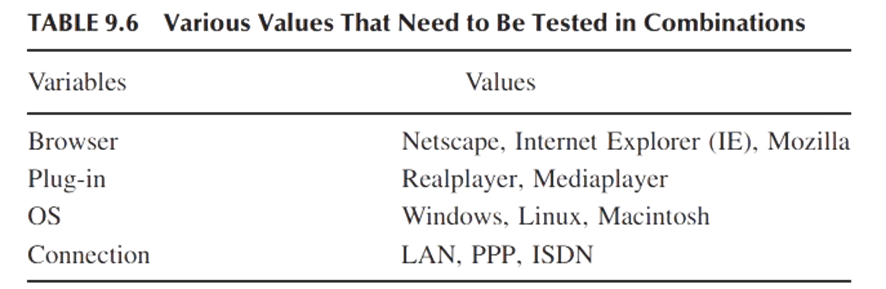 TABLE 9.6 Various Values That Need to Be Tested in Combinations
Variables Values
Browser Netscape, Internet Explorer (IE), Mozilla
Plug-in Realplayer, Mediaplayer
OS Windows, Linux, Macintosh
Connection LAN, PPP, ISDN